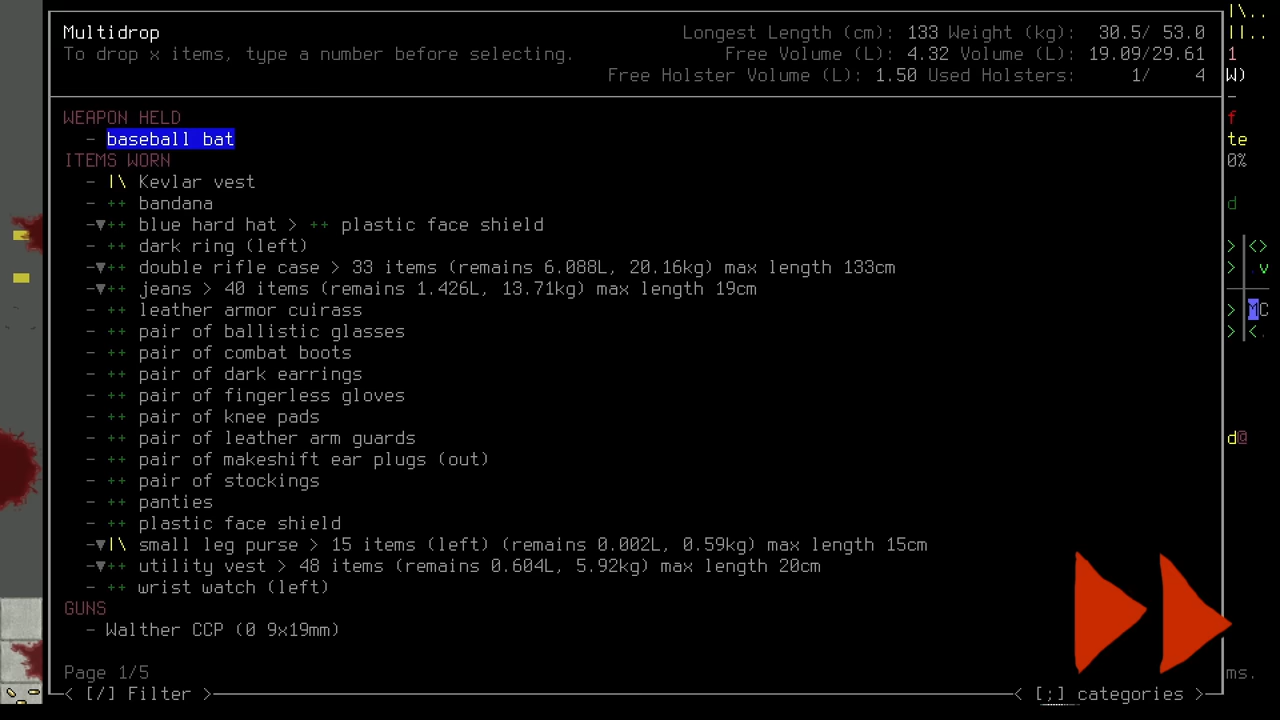 Multidrop
Longest Length (cm): 133 Weight (kg): 30.5/ 53.0
To drop x items, type a number before selecting.
Free Volume (L): 4.32 Volume (L): 19.09/29.61
Free Holster Volume (L): 1.50 Used Holsters: 1/ 4
WEAPON HELD
- baseball bat
ITEMS WORN
- |\ Kevlar vest
- ++ bandana
-▼++ blue hard hat > ++ plastic face shield
- ++ dark ring (left)
-▼++ double rifle case > 33 items (remains 6.088L, 20.16kg) max length 133cm
-▼++ jeans > 40 items (remains 1.426L, 13.71kg) max length 19cm
- ++ leather armor cuirass
- ++ pair of ballistic glasses
- ++ pair of combat boots
- ++ pair of dark earrings
- ++ pair of fingerless gloves
- ++ pair of knee pads
- ++ pair of leather arm guards
- ++ pair of makeshift ear plugs (out)
- ++ pair of stockings
- ++ panties
- ++ plastic face shield
-▼|\ small leg purse > 15 items (left) (remains 0.002L, 0.59kg) max length 15cm
-▼++ utility vest > 48 items (remains 0.604L, 5.92kg) max length 20cm
- ++ wrist watch (left)
GUNS
- Walther CCP (0 9x19mm)
Page 1/5
< [/] Filter >
< [;] categories >
|\..
||..
1
W)
f
te
0%
d
> | <>
> | .v
> | MC
> | <.
d@
ms.